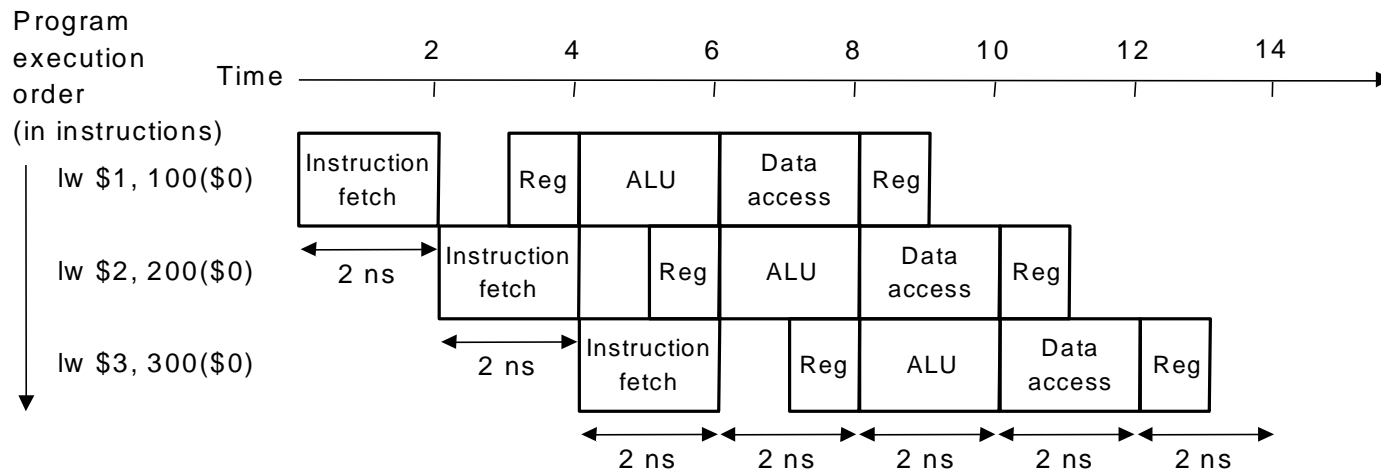 Program
execution
order
(in instructions)
Time
2 4 6 8 10 12 14
lw $1, 100($0)
Instruction
fetch
Reg
ALU
Data
access
Reg
2 ns
lw $2, 200($0)
Instruction
fetch
Reg
ALU
Data
access
Reg
2 ns
lw $3, 300($0)
Instruction
fetch
Reg
ALU
Data
access
Reg
2 ns 2 ns 2 ns 2 ns 2 ns